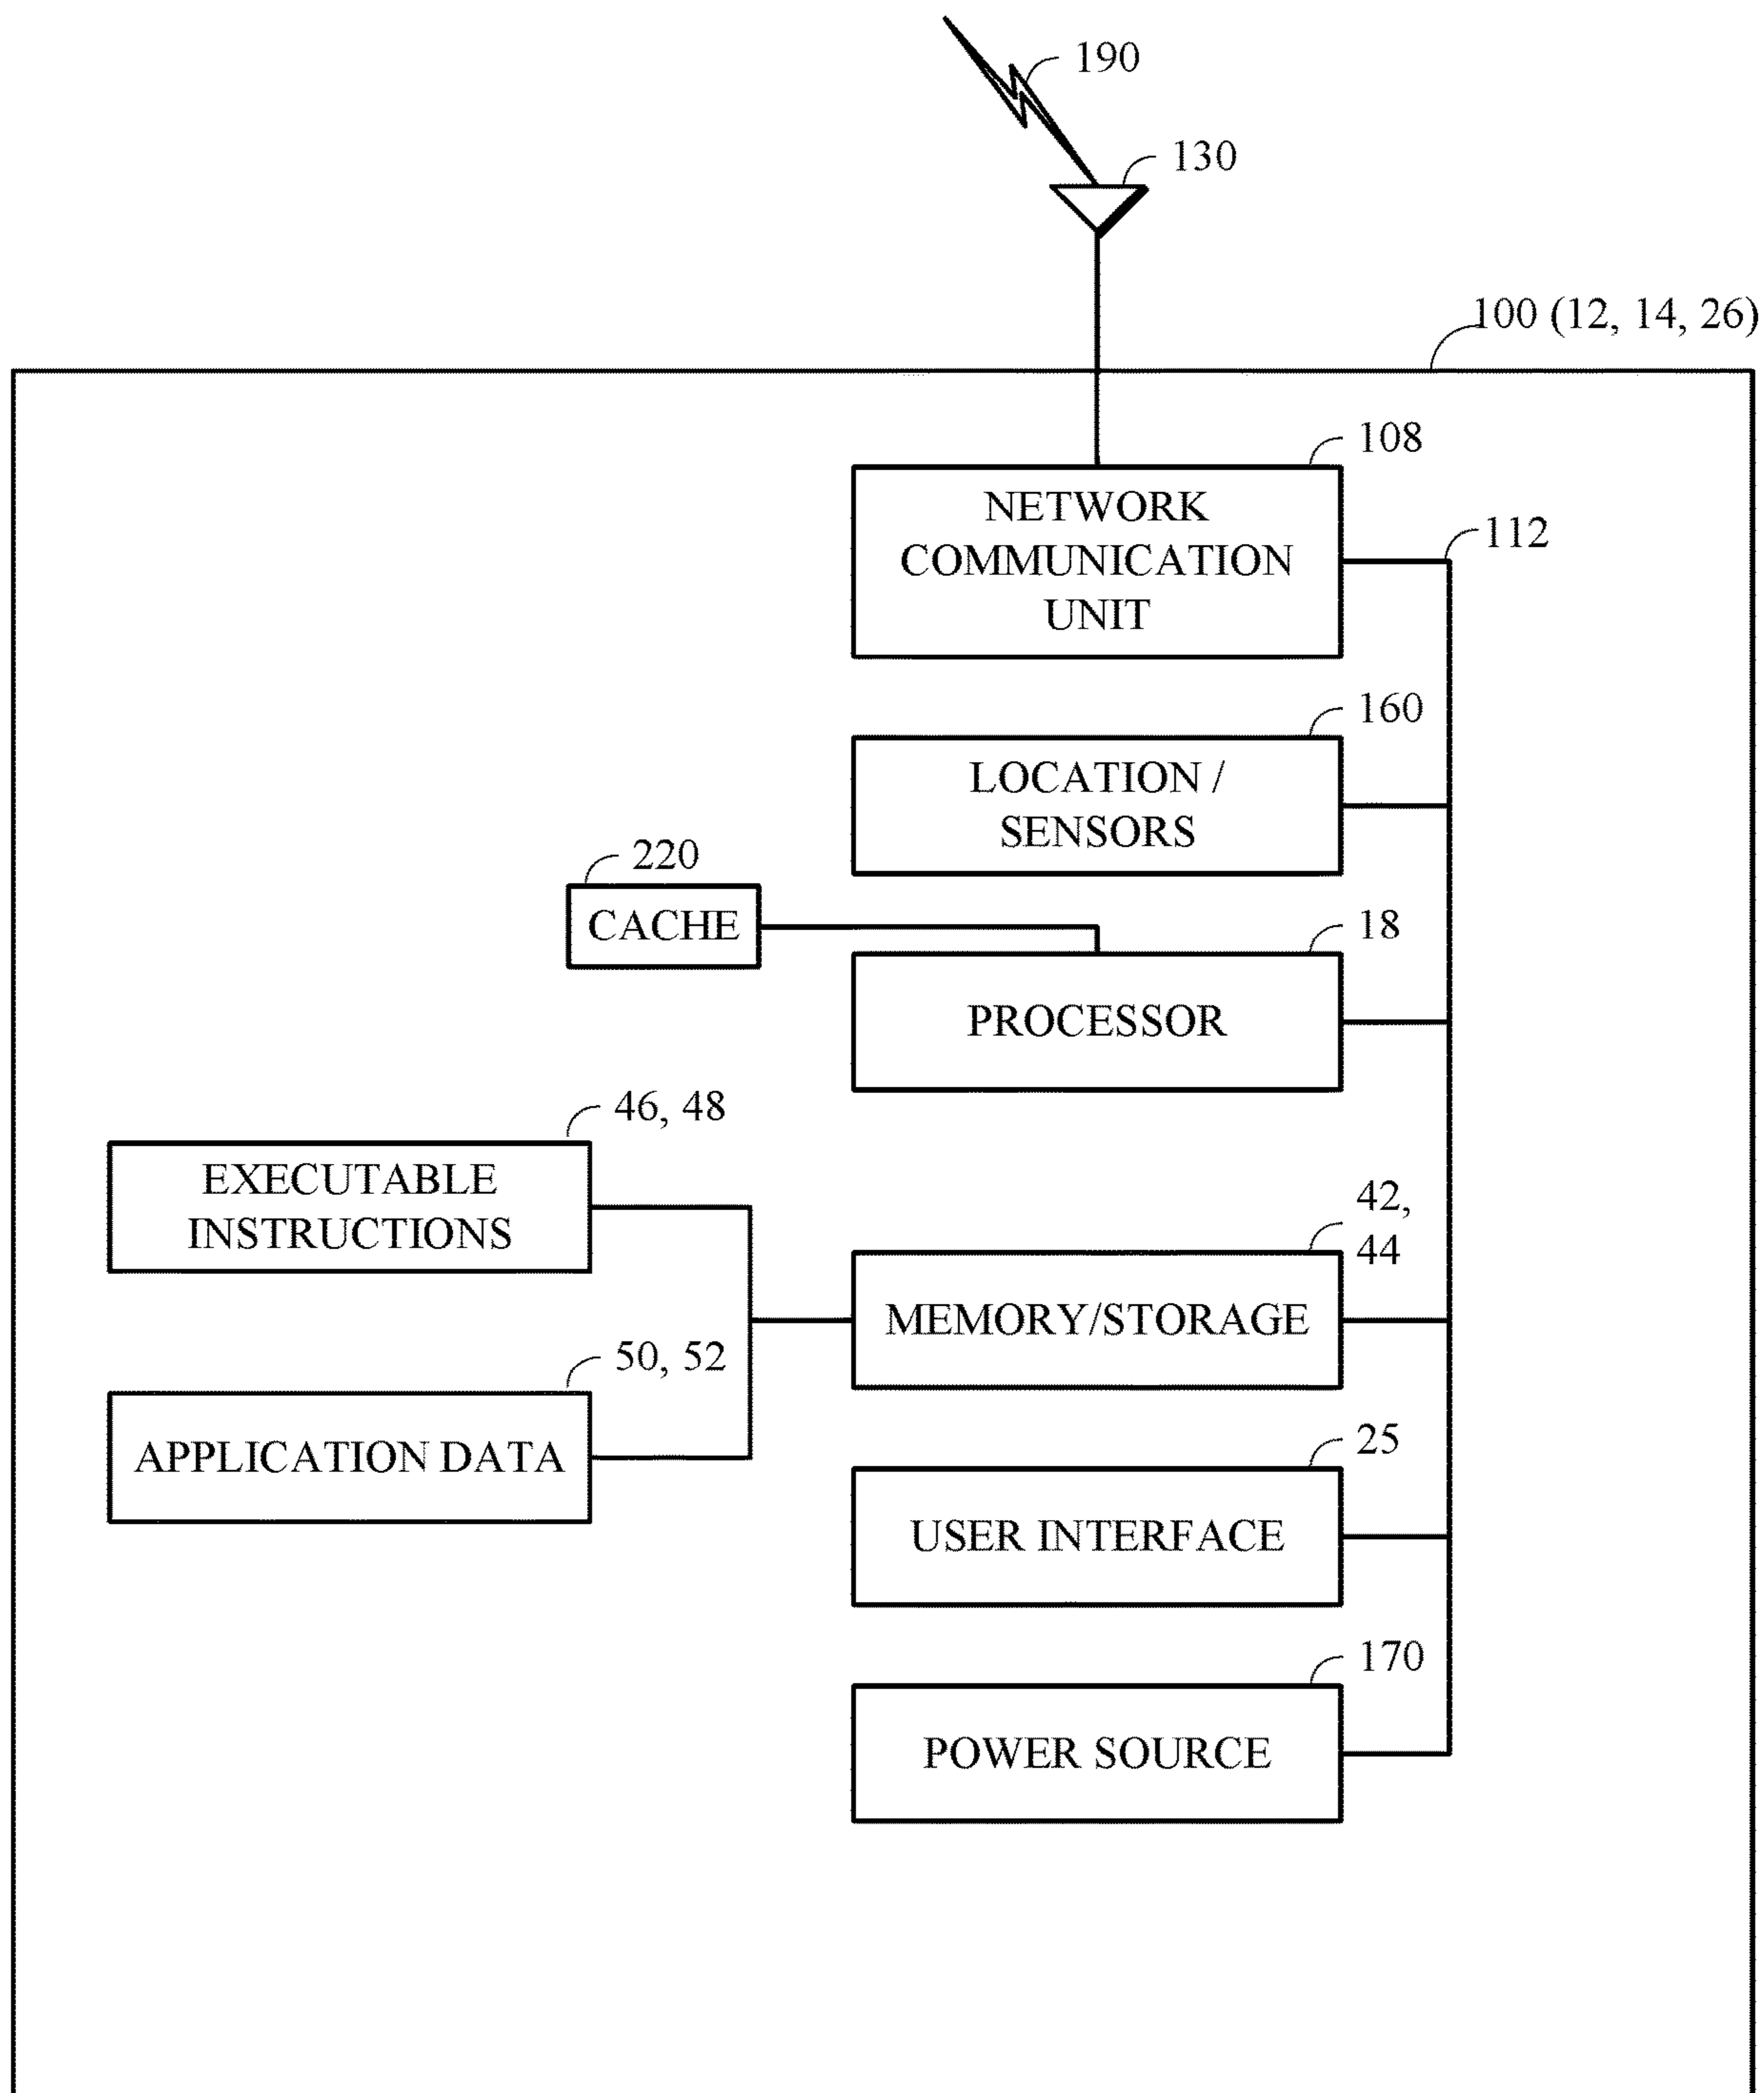 190
130
100 (12, 14, 26)
108
NETWORK
COMMUNICATION
UNIT
112
160
LOCATION /
SENSORS
220
CACHE
18
PROCESSOR
46, 48
EXECUTABLE
INSTRUCTIONS
42,
44
MEMORY/STORAGE
50, 52
APPLICATION DATA
25
USER INTERFACE
170
POWER SOURCE